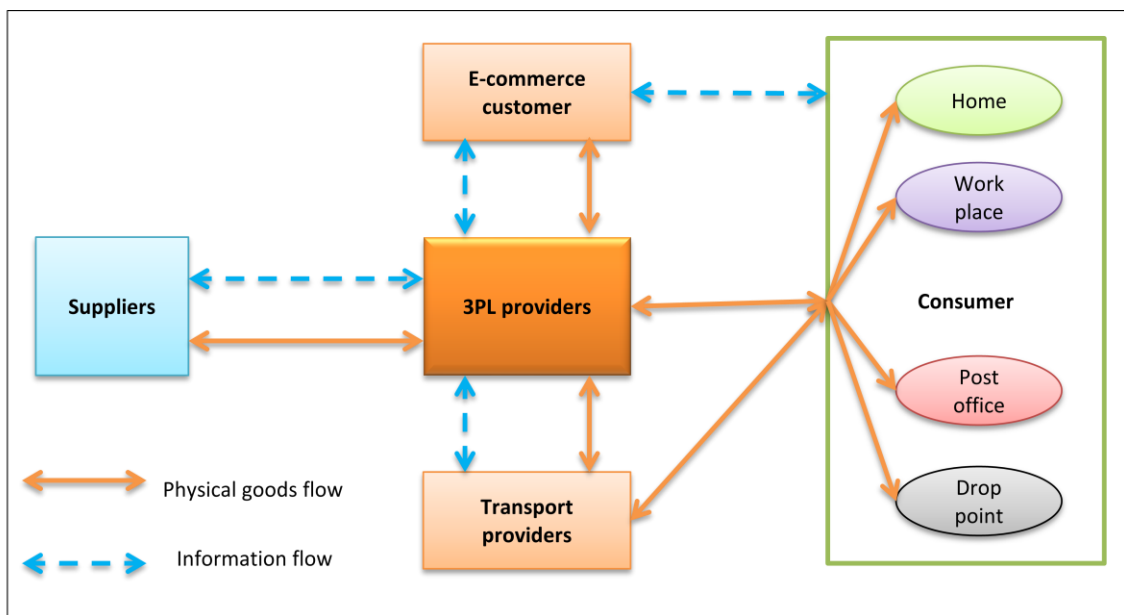 E-commerce
customer
Home
Work
place
Suppliers
3PL providers
Consumer
Post
office
Physical goods flow
Transport
providers
Drop
point
Information flow